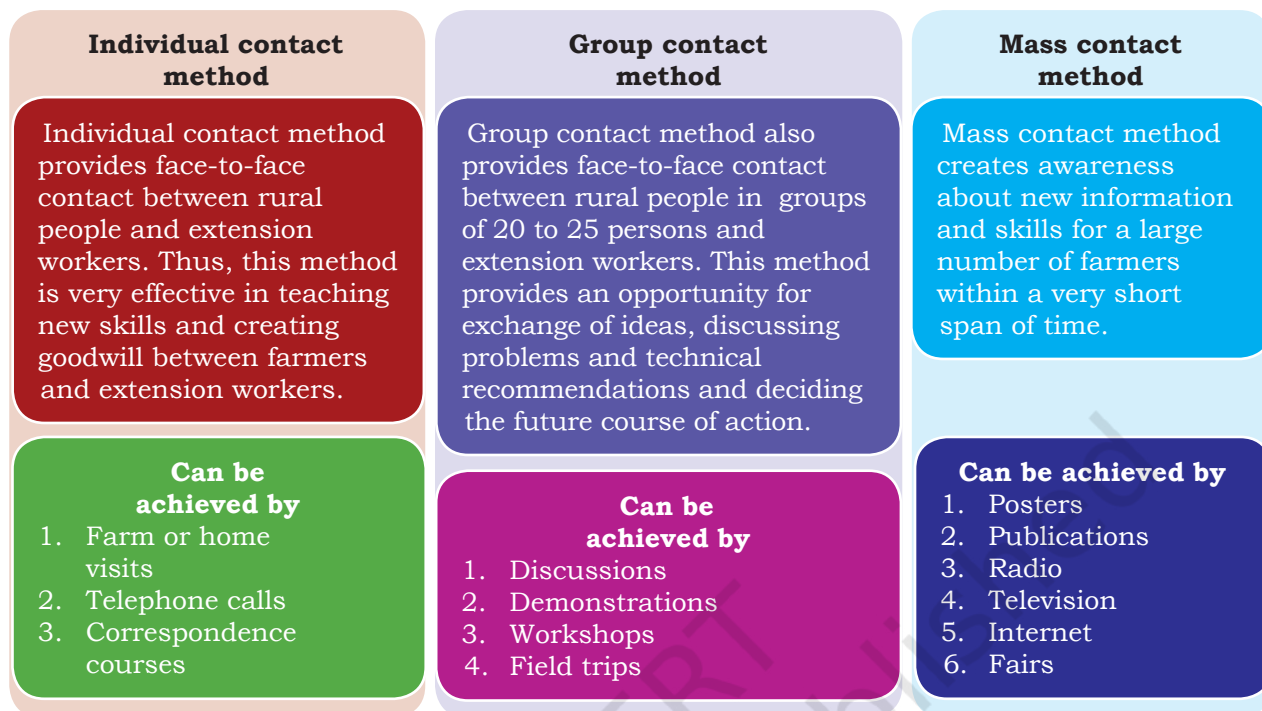 Individual contact
method
Individual contact method
provides face-to-face
contact between rural
people and extension
workers. Thus, this method
is very effective in teaching
new skills and creating
goodwill between farmers
and extension workers.
Can be
achieved by
1. Farm or home
visits
2. Telephone calls
3. Correspondence
courses
Group contact
method
Group contact method also
provides face-to-face contact
between rural people in groups
of 20 to 25 persons and
extension workers. This method
provides an opportunity for
exchange of ideas, discussing
problems and technical
recommendations and deciding
the future course of action.
Can be
achieved by
1. Discussions
2. Demonstrations
3. Workshops
4. Field trips
Mass contact
method
Mass contact method
creates awareness
about new information
and skills for a large
number of farmers
within a very short
span of time.
Can be achieved by
1. Posters
2. Publications
3. Radio
4. Television
5. Internet
6. Fairs